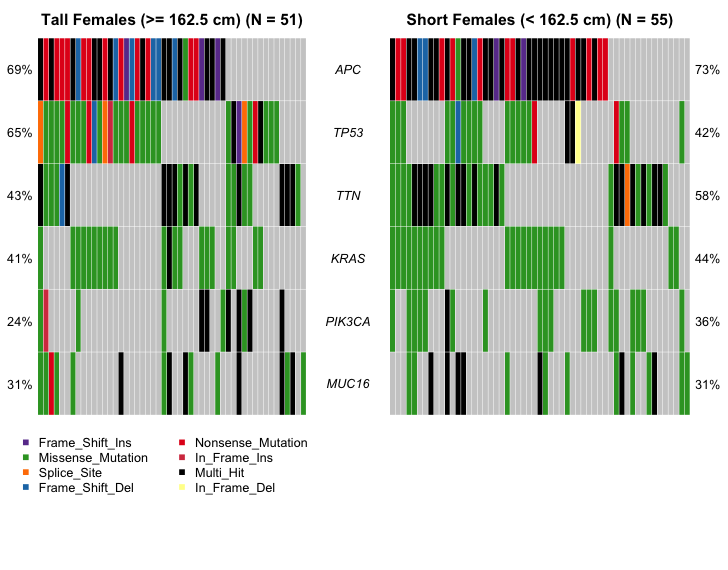 Tall Females (>= 162.5 cm) (N = 51) Short Females (< 162.5 cm) (N = 55)
69% APC 73%
65% TP53 42%
43% TTN 58%
41% KRAS 44%
24% PIK3CA 36%
31% MUC16 31%
Frame_Shift_Ins Nonsense_Mutation
Missense_Mutation In_Frame_Ins
Splice_Site Multi_Hit
Frame_Shift_Del In_Frame_Del